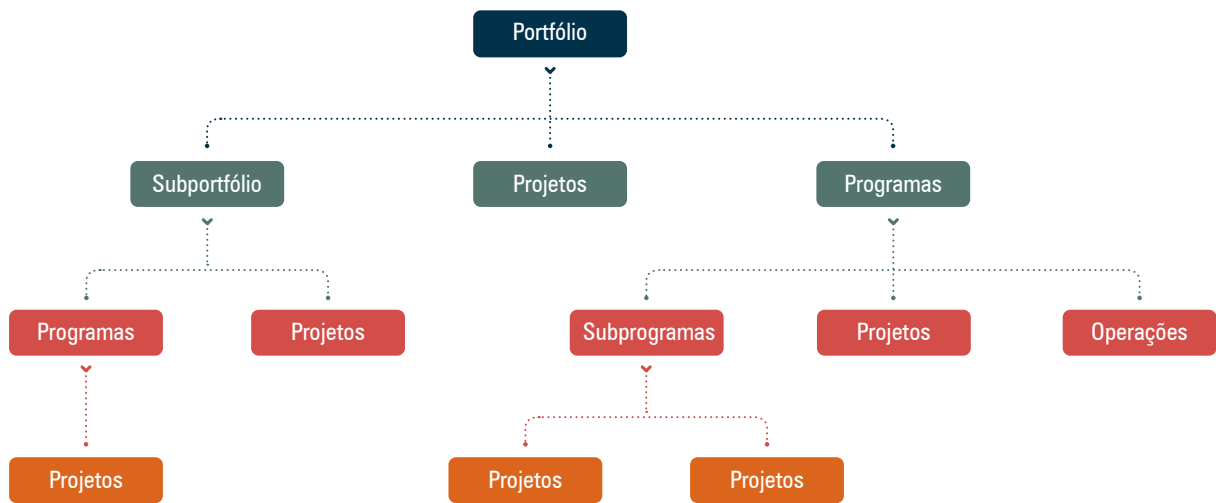 Portfólio
Subportfólio
Projetos
Programas
Programas
Projetos
Subprogramas
Projetos
Operações
Projetos
Projetos
Projetos